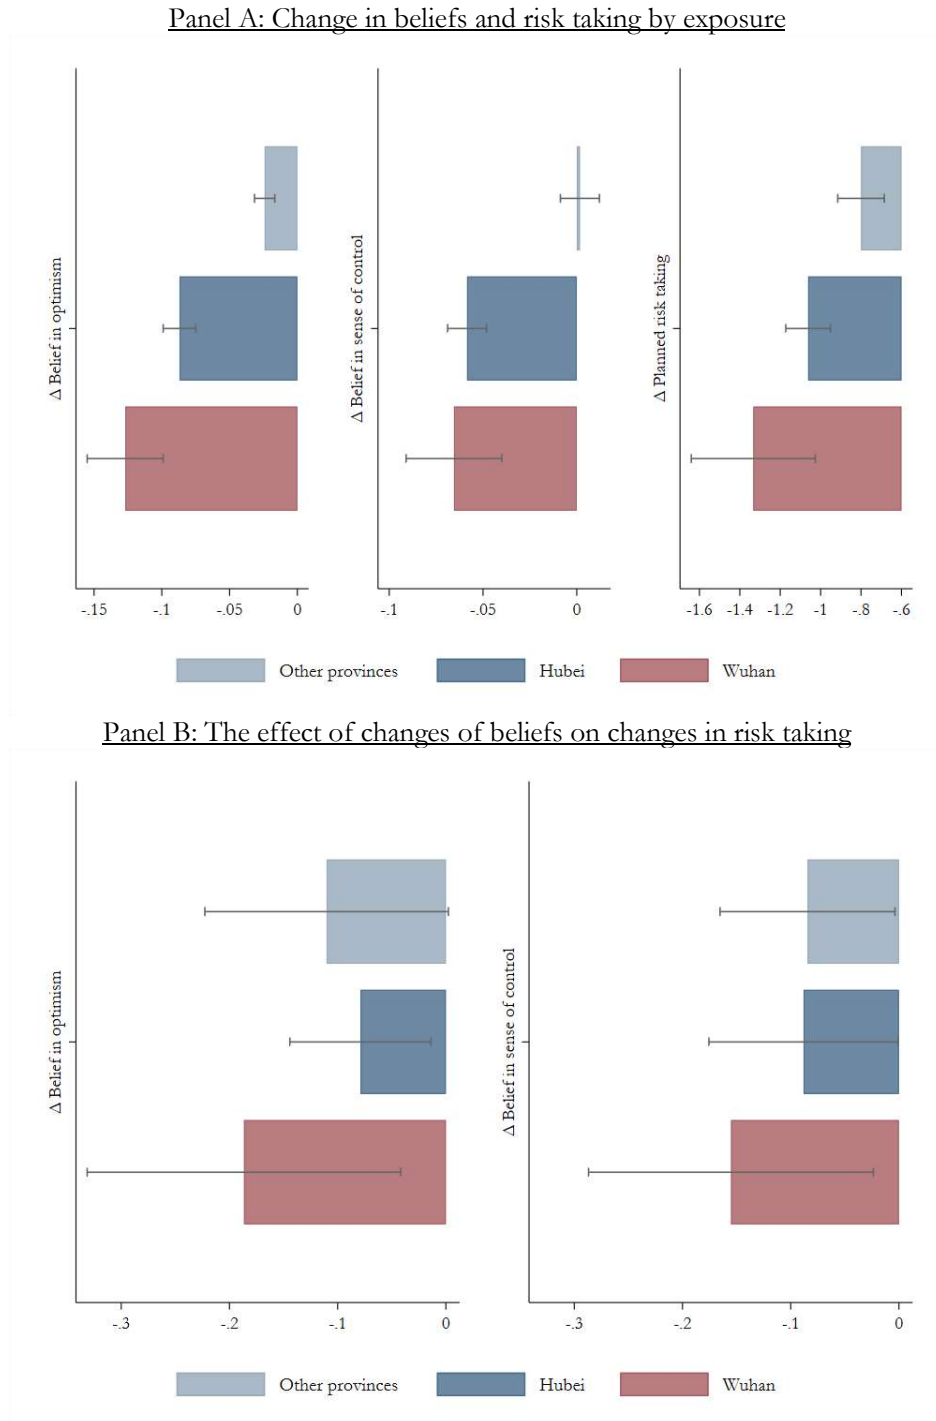 Panel A: Change in beliefs and risk taking by exposure
Δ Belief in optimism
-.15 -.1 -.05 0
Δ Belief in sense of control
-.1 -.05 0
Δ Planned risk taking
-1.6 -1.4 -1.2 -1 -.8 -.6
Other provinces Hubei Wuhan
Panel B: The effect of changes of beliefs on changes in risk taking
Δ Belief in optimism
-.3 -.2 -.1 0
Δ Belief in sense of control
-.3 -.2 -.1 0
Other provinces Hubei Wuhan